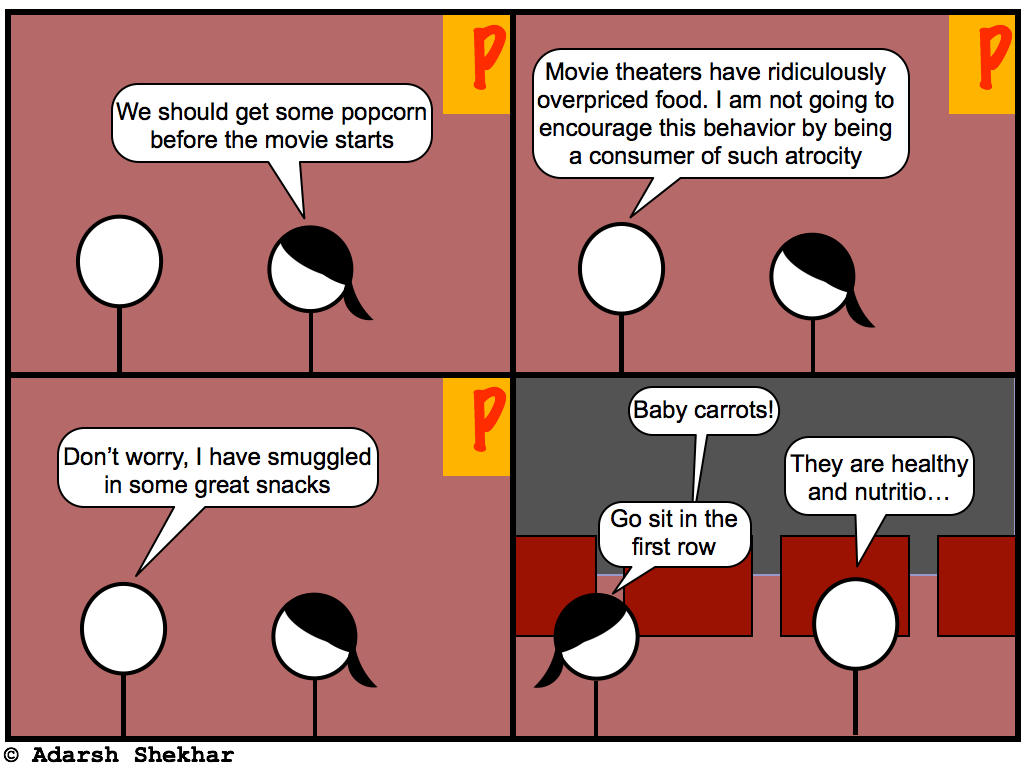 P
We should get some popcorn
before the movie starts
P
Movie theaters have ridiculously
overpriced food. I am not going to
encourage this behavior by being
a consumer of such atrocity
P
Don’t worry, I have smuggled
in some great snacks
Baby carrots!
They are healthy
and nutritio…
Go sit in the
first row
© Adarsh Shekhar